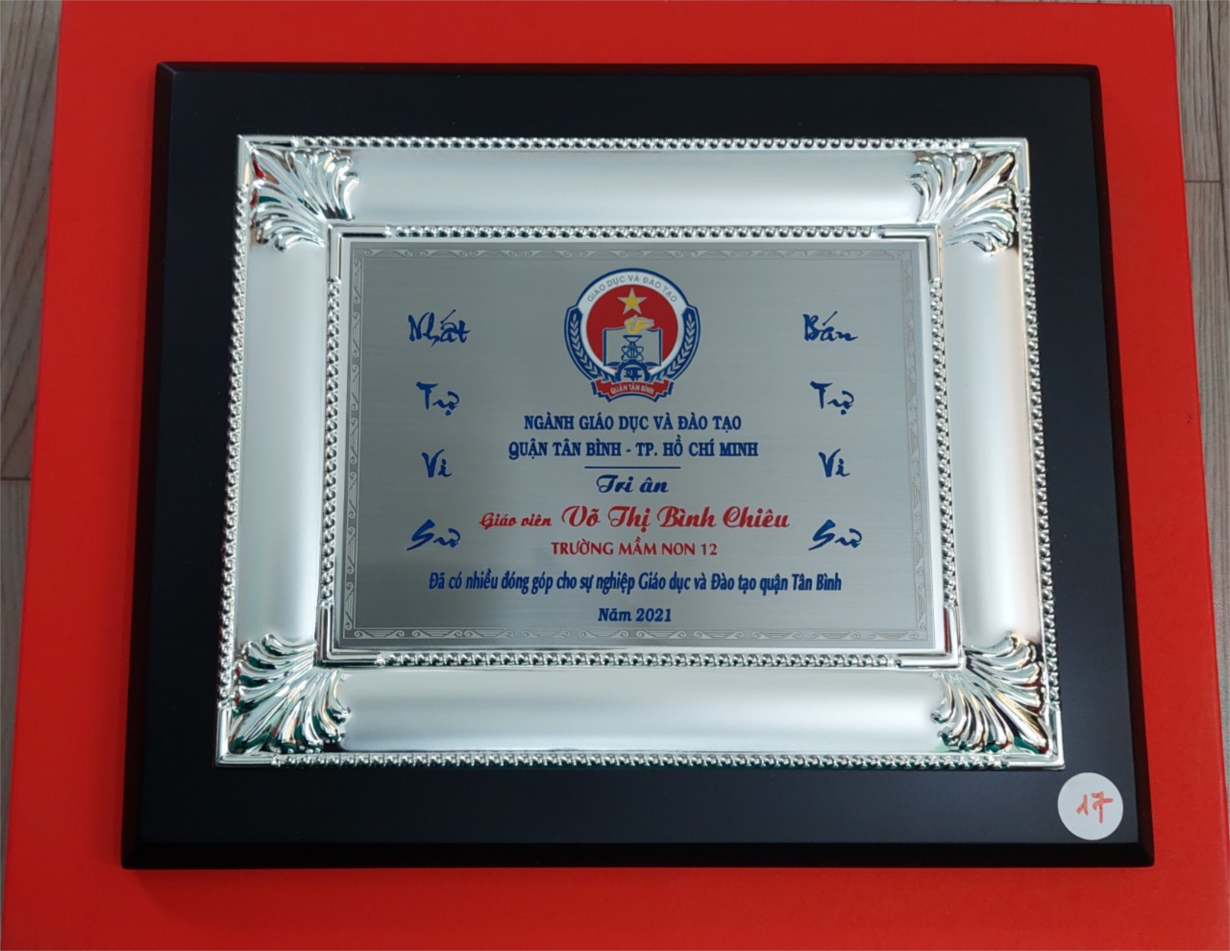 GIÁO DỤC VÀ ĐÀO TẠO
QUẬN TÂN BÌNH
Nhất
Tự
Vi
Sư
Bán
Tự
Vi
Sư
NGÀNH GIÁO DỤC VÀ ĐÀO TẠO
QUẬN TÂN BÌNH - TP. HỒ CHÍ MINH
Tri ân
Giáo viên Võ Thị Bình Chiêu
TRƯỜNG MẦM NON 12
Đã có nhiều đóng góp cho sự nghiệp Giáo dục và Đào tạo quận Tân Bình
Năm 2021
17